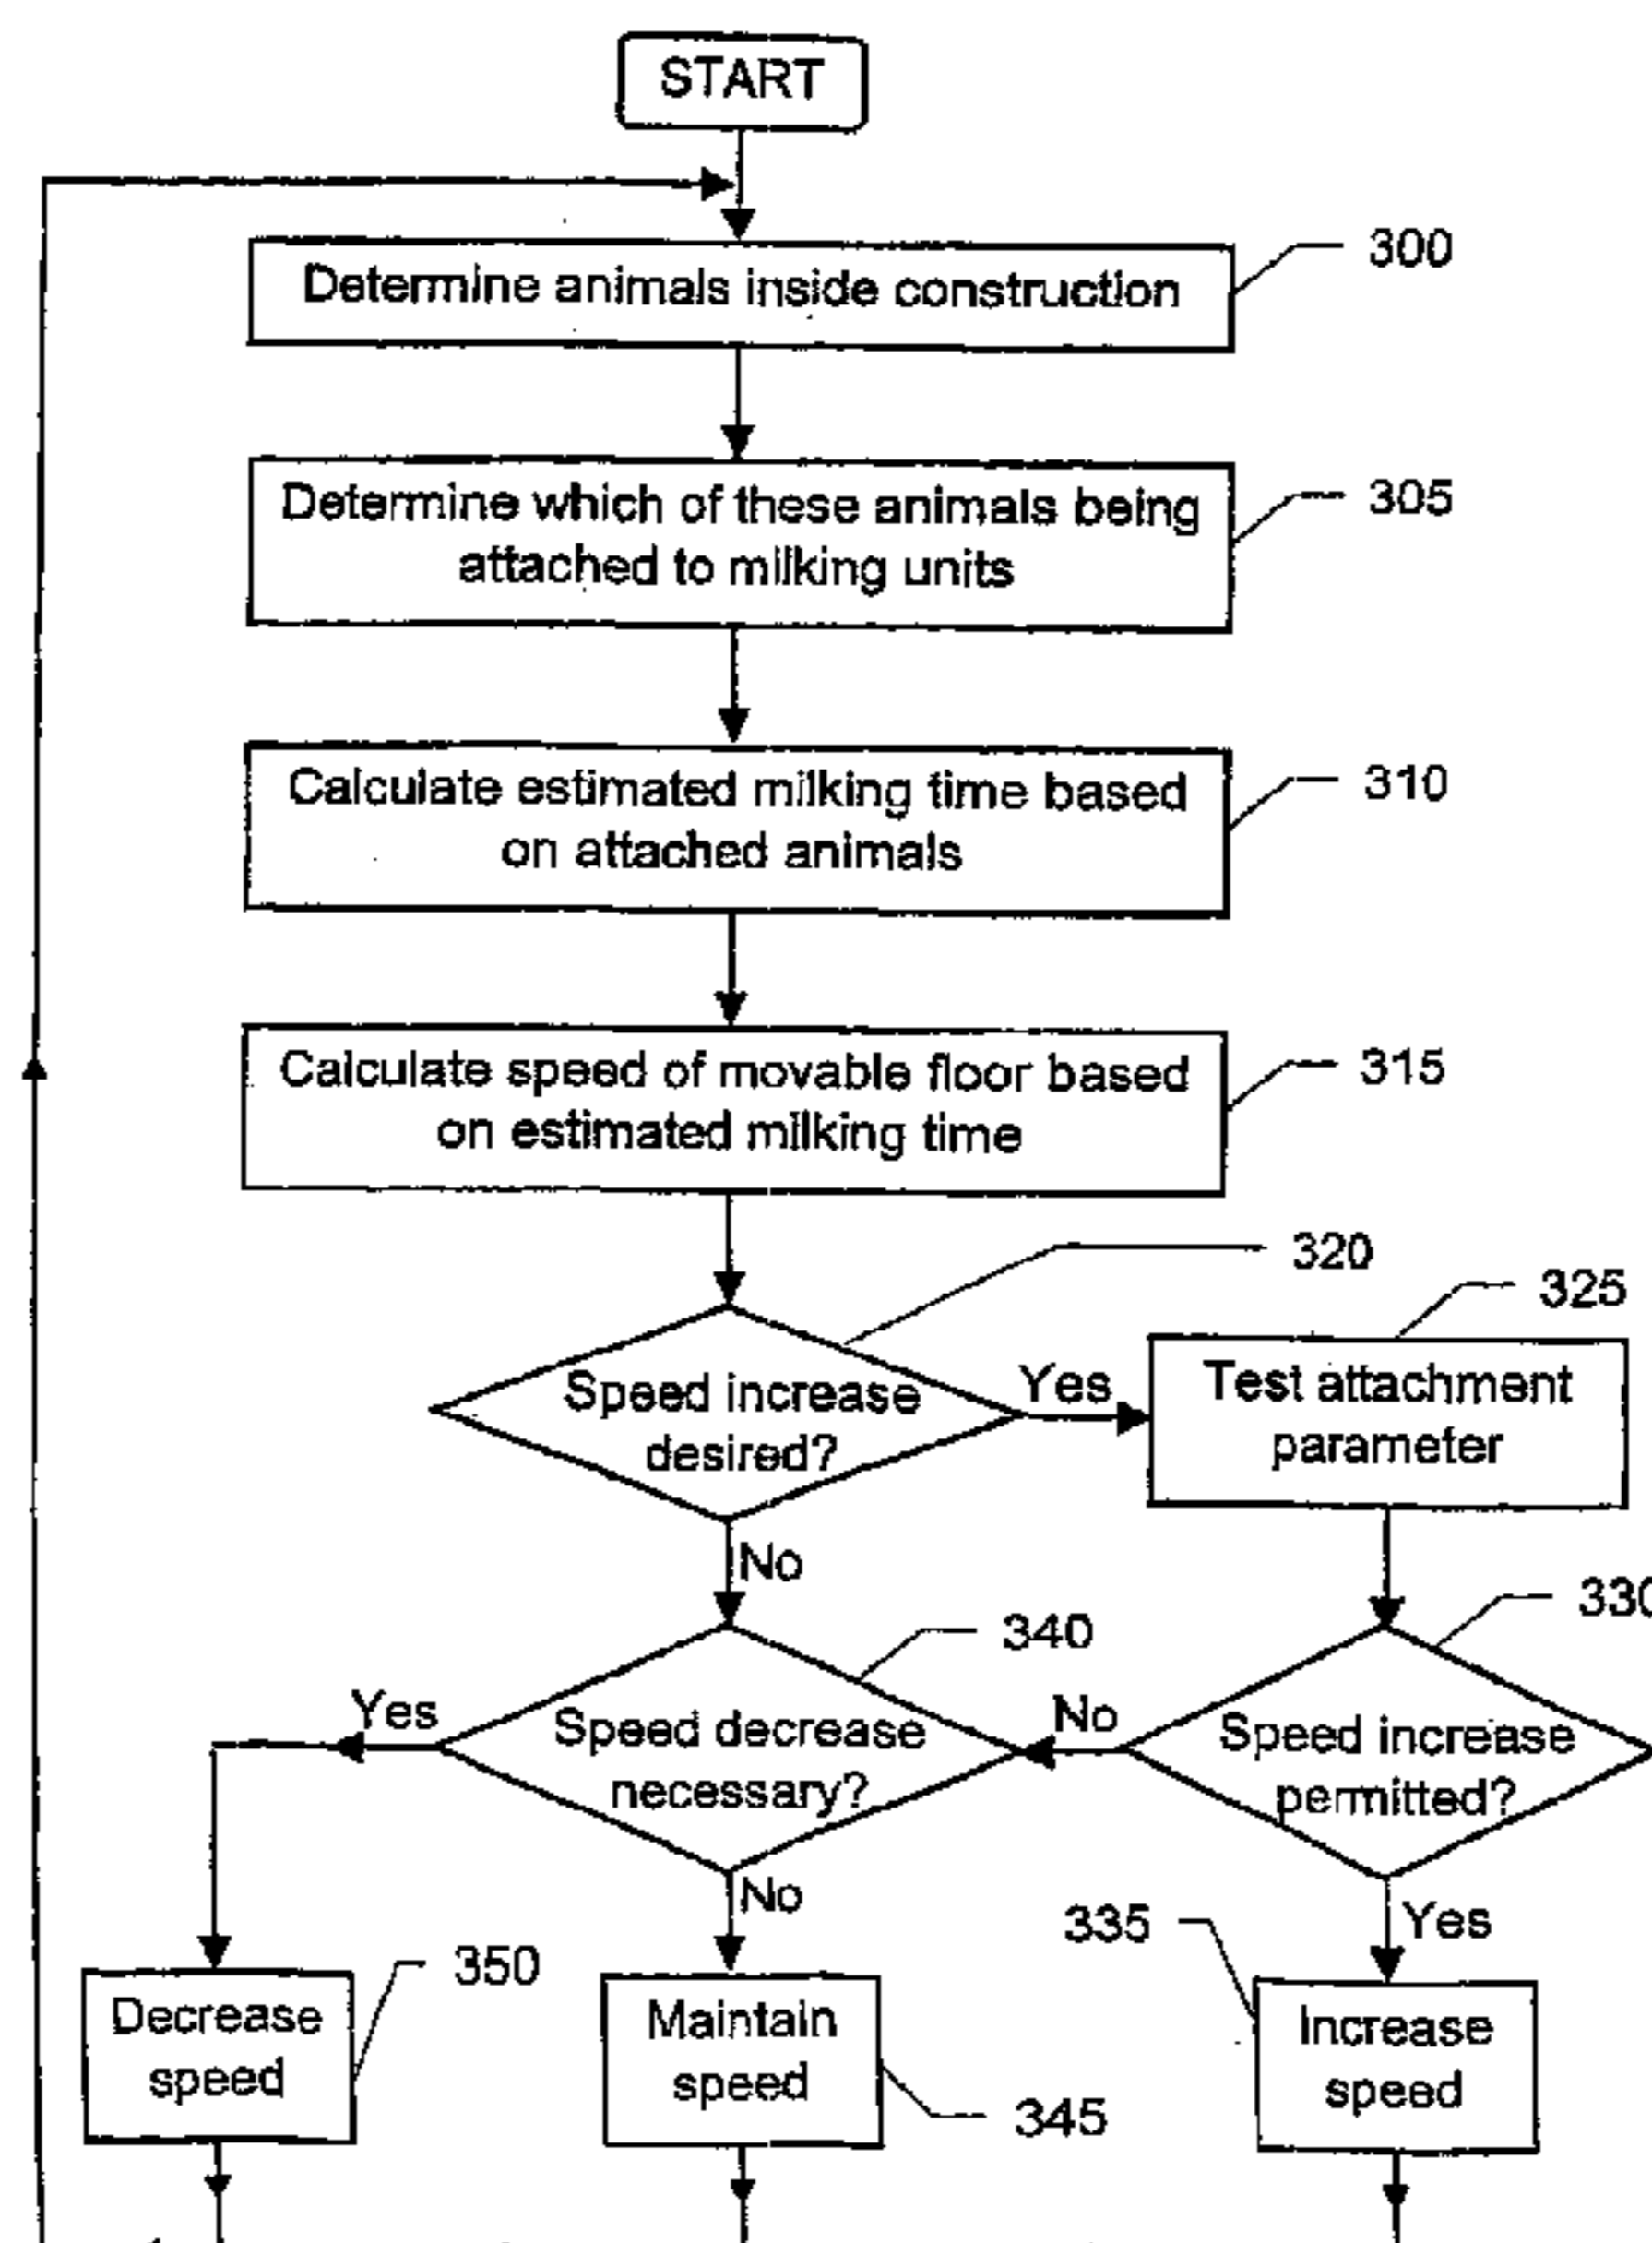 START
Determine animals inside construction
300
Determine which of these animals being
attached to milking units
305
Calculate estimated milking time based
on attached animals
310
Calculate speed of movable floor based
on estimated milking time
315
320
325
Speed increase
desired?
Yes
Test attachment
parameter
No
330
340
Yes
Speed decrease
necessary?
No
Speed increase
permitted?
No
335
Yes
350
Decrease
speed
Maintain
speed
345
Increase
speed